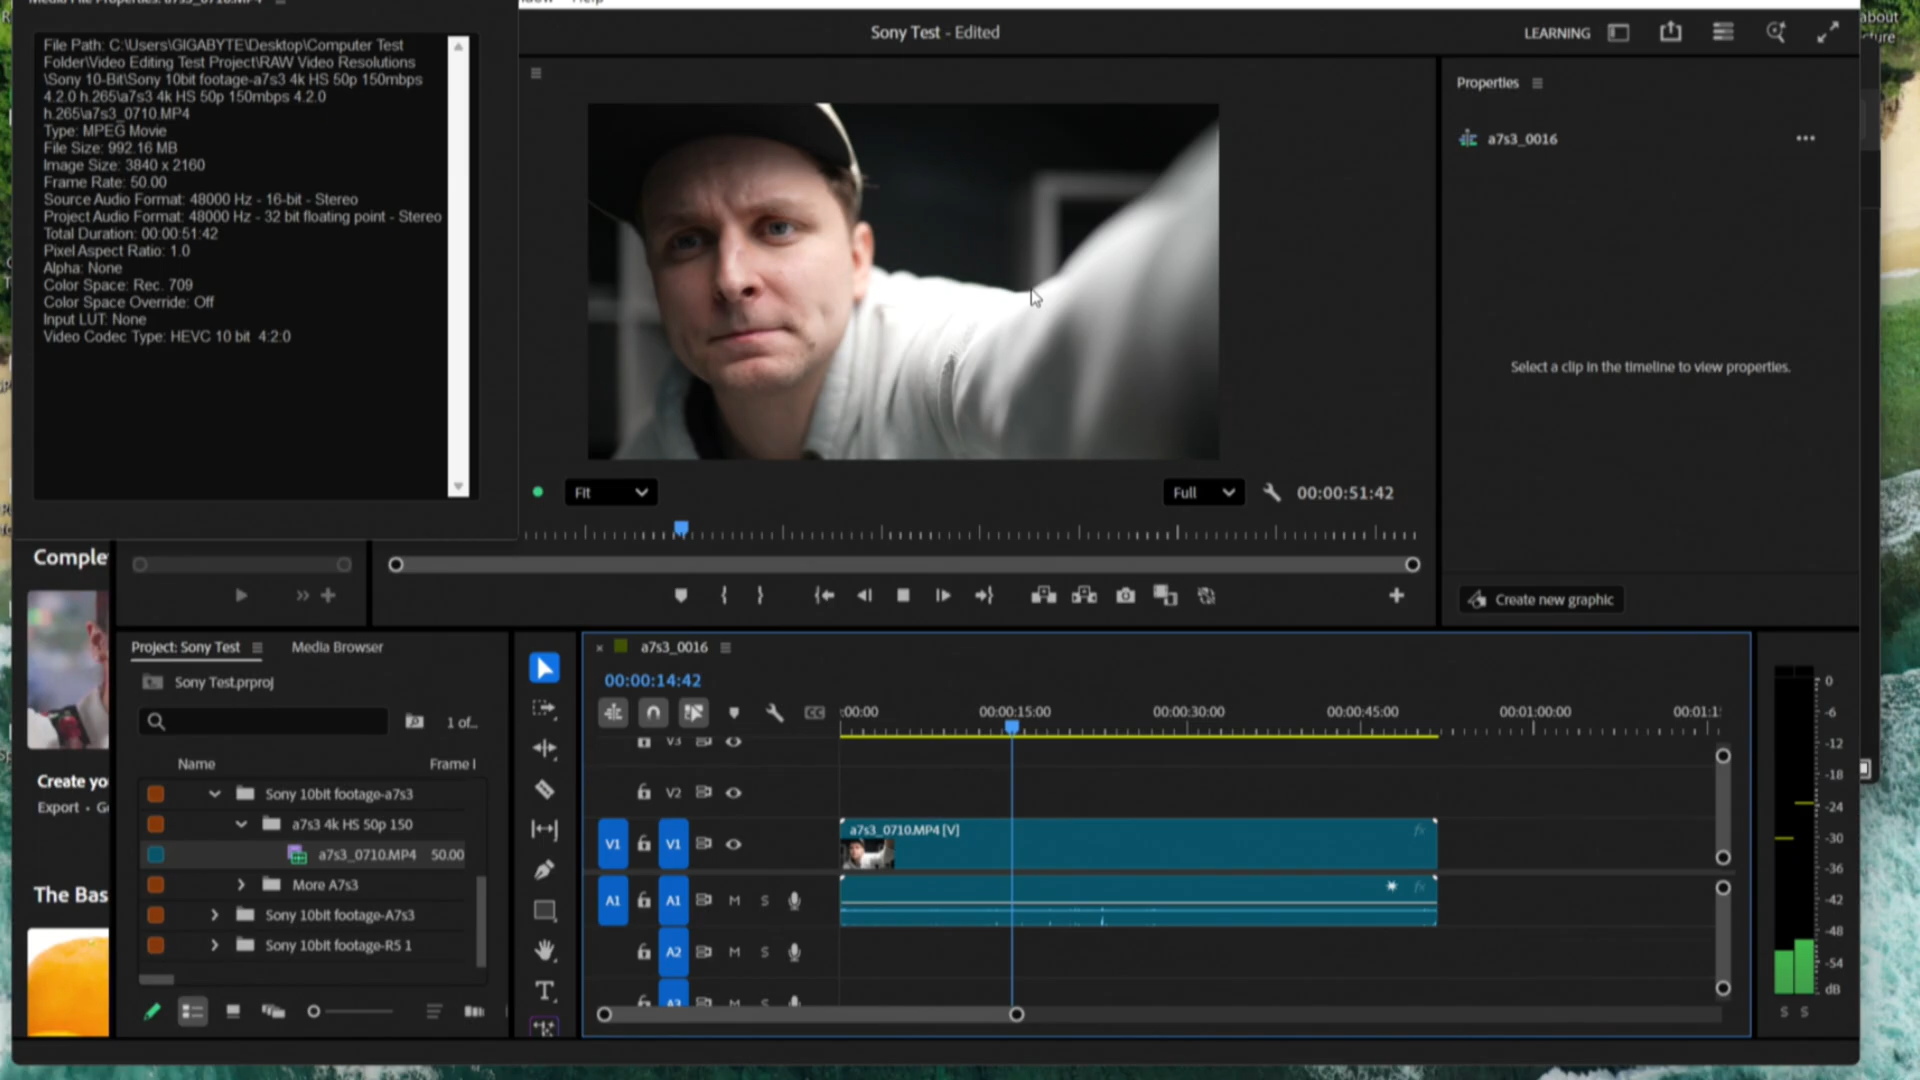 Media File Properties: a7s3_0710.MP4
Help
File Path: C:\Users\GIGABYTE\Desktop\Computer Test
Folder\Video Editing Test Project\RAW Video Resolutions
\Sony 10-Bit\Sony 10bit footage-a7s3 4k HS 50p 150mbps
4.2.0 h.265\a7s3 4k HS 50p 150mbps 4.2.0
h.265\a7s3_0710.MP4
Type: MPEG Movie
File Size: 992.16 MB
Image Size: 3840 x 2160
Frame Rate: 50.00
Source Audio Format: 48000 Hz - 16-bit - Stereo
Project Audio Format: 48000 Hz - 32 bit floating point - Stereo
Total Duration: 00:00:51:42
Pixel Aspect Ratio: 1.0
Alpha: None
Color Space: Rec. 709
Color Space Override: Off
Input LUT: None
Video Codec Type: HEVC 10 bit 4:2:0
Sony Test - Edited
LEARNING
about
Properties
a7s3_0016
Select a clip in the timeline to view properties.
Create new graphic
Fit
Full
00:00:51:42
Comple
Create yo
Export • G
The Bas
Project: Sony Test
Media Browser
Sony Test.prproj
1 of...
Name
Frame I
Sony 10bit footage-a7s3
a7s3 4k HS 50p 150
a7s3_0710.MP4 50.00
More A7s3
Sony 10bit footage-A7s3
Sony 10bit footage-R5 1
a7s3_0016
00:00:14:42
:00:00
00:00:15:00
00:00:30:00
00:00:45:00
00:01:00:00
00:01:1
V3
V2
a7s3_0710.MP4 [V]
V1 V1
A1 A1 M S
A2 M S
A3 M S
0
-6
-12
-18
-24
-30
-36
-42
-48
-54
dB
S S